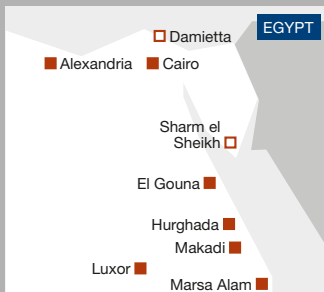 EGYPT
Damietta
Alexandria
Cairo
Sharm el
Sheikh
El Gouna
Hurghada
Makadi
Luxor
Marsa Alam